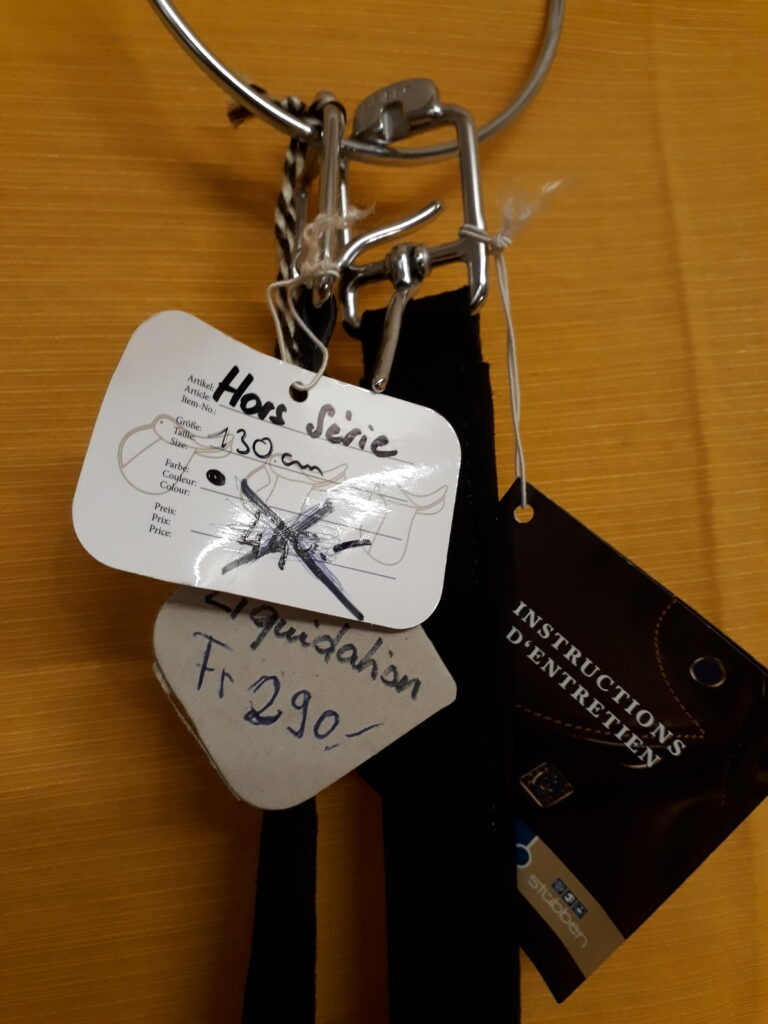 Artikel: Hors Série
Article:
Item-No.:
Größe: 130 cm
Taille:
Size:
Farbe:
Couleur:
Colour:
Preis:
Prix:
Price:
Liquidation
Fr 290.-
INSTRUCTIONS
D'ENTRETIEN
stübben